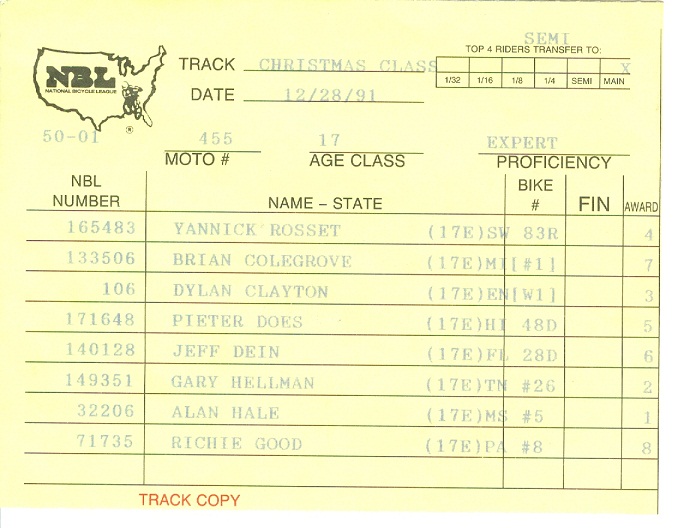 SEMI
TOP 4 RIDERS TRANSFER TO:
TRACK CHRISTMAS CLASS X
NBL
NATIONAL BICYCLE LEAGUE
1/32 1/16 1/8 1/4 SEMI MAIN
DATE 12/28/91
®
50-01 455 17 EXPERT
MOTO # AGE CLASS PROFICIENCY
NBL NUMBER NAME – STATE BIKE # FIN AWARD
165483 YANNICK ROSSET (17E)SW 83R 4
133506 BRIAN COLEGROVE (17E)MI[#1] 7
106 DYLAN CLAYTON (17E)EN[W1] 3
171648 PIETER DOES (17E)HI 48D 5
140128 JEFF DEIN (17E)FL 28D 6
149351 GARY HELLMAN (17E)TN #26 2
32206 ALAN HALE (17E)MS #5 1
71735 RICHIE GOOD (17E)PA #8 8
TRACK COPY